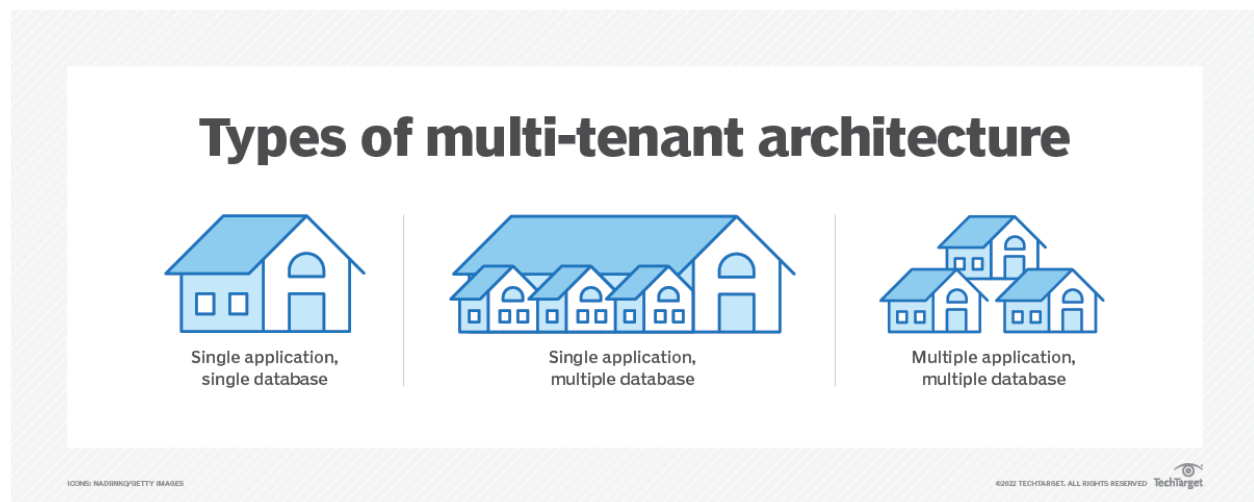 Types of multi-tenant architecture
Single application,
single database
Single application,
multiple database
Multiple application,
multiple database
ICONS: NADIINKO/GETTY IMAGES
©2022 TECHTARGET. ALL RIGHTS RESERVED TechTarget